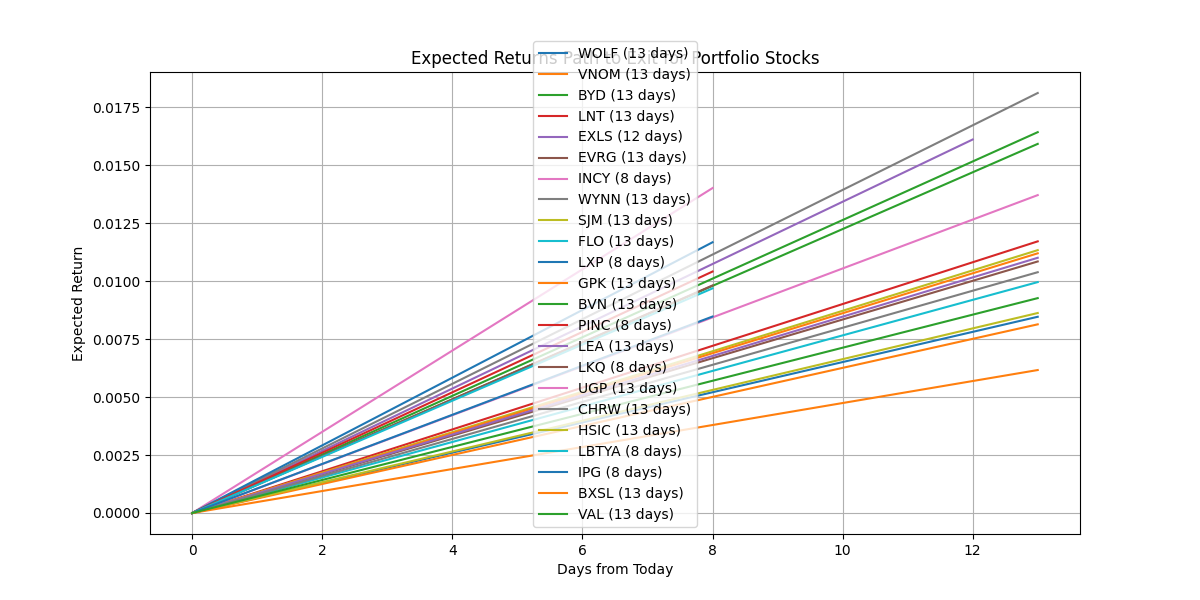 Expected Returns Path to Exit for Portfolio Stocks
WOLF (13 days)
VNOM (13 days)
BYD (13 days)
LNT (13 days)
EXLS (12 days)
EVRG (13 days)
INCY (8 days)
WYNN (13 days)
SJM (13 days)
FLO (13 days)
LXP (8 days)
GPK (13 days)
BVN (13 days)
PINC (8 days)
LEA (13 days)
LKQ (8 days)
UGP (13 days)
CHRW (13 days)
HSIC (13 days)
LBTYA (8 days)
IPG (8 days)
BXSL (13 days)
VAL (13 days)
Expected Return
0.0175
0.0150
0.0125
0.0100
0.0075
0.0050
0.0025
0.0000
0 2 4 6 8 10 12
Days from Today